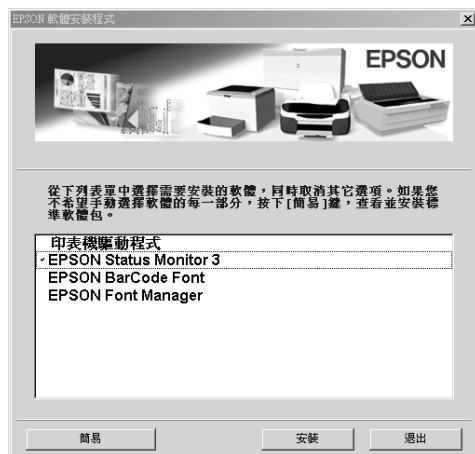 EPSON 軟體安裝程式
EPSON
從下列表單中選擇需要安裝的軟體，同時取消其它選項。如果您
不希望手動選擇軟體的每一部分，按下[簡易]鍵，查看並安裝標
準軟體包。
印表機驅動程式
EPSON Status Monitor 3
EPSON BarCode Font
EPSON Font Manager
簡易
安裝
退出